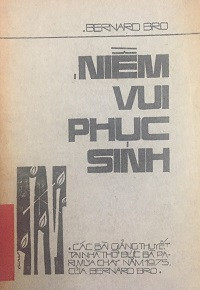 BERNARD BRO
NIỀM
VUI
PHỤC
SINH
CÁC BÀI GIẢNG THUYẾT
TẠI NHÀ THỜ ĐỨC BÀ PA-
RI, MÙA CHAY NĂM 1975,
CỦA BERNARD BRO.